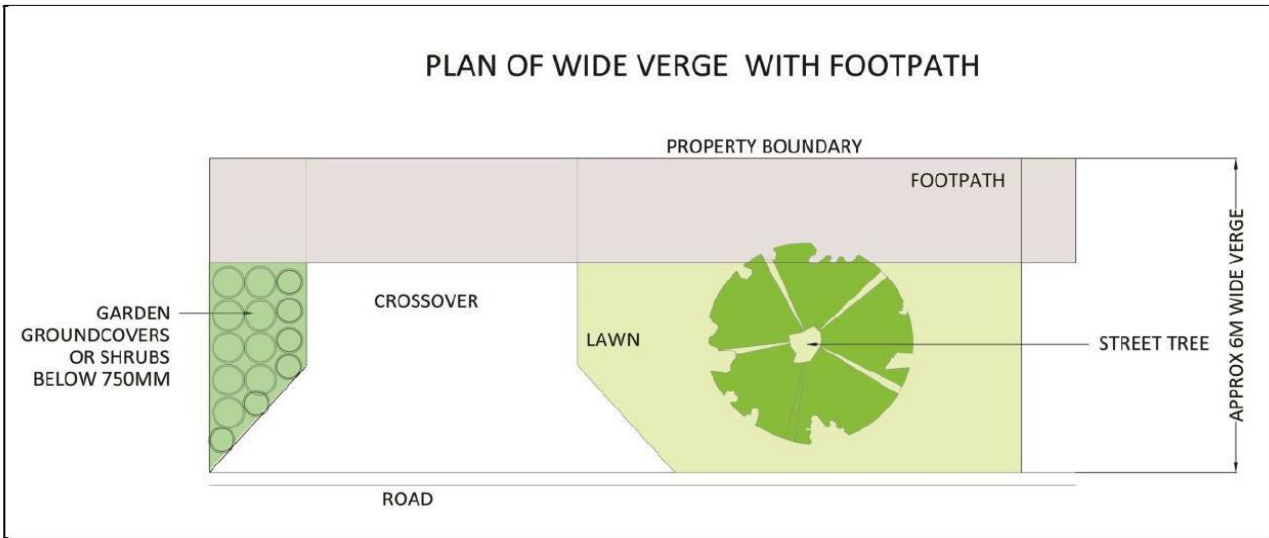 PLAN OF WIDE VERGE WITH FOOTPATH
PROPERTY BOUNDARY
FOOTPATH
GARDEN
GROUNDCOVERS
OR SHRUBS
BELOW 750MM
CROSSOVER
LAWN
STREET TREE
APPROX 6M WIDE VERGE
ROAD